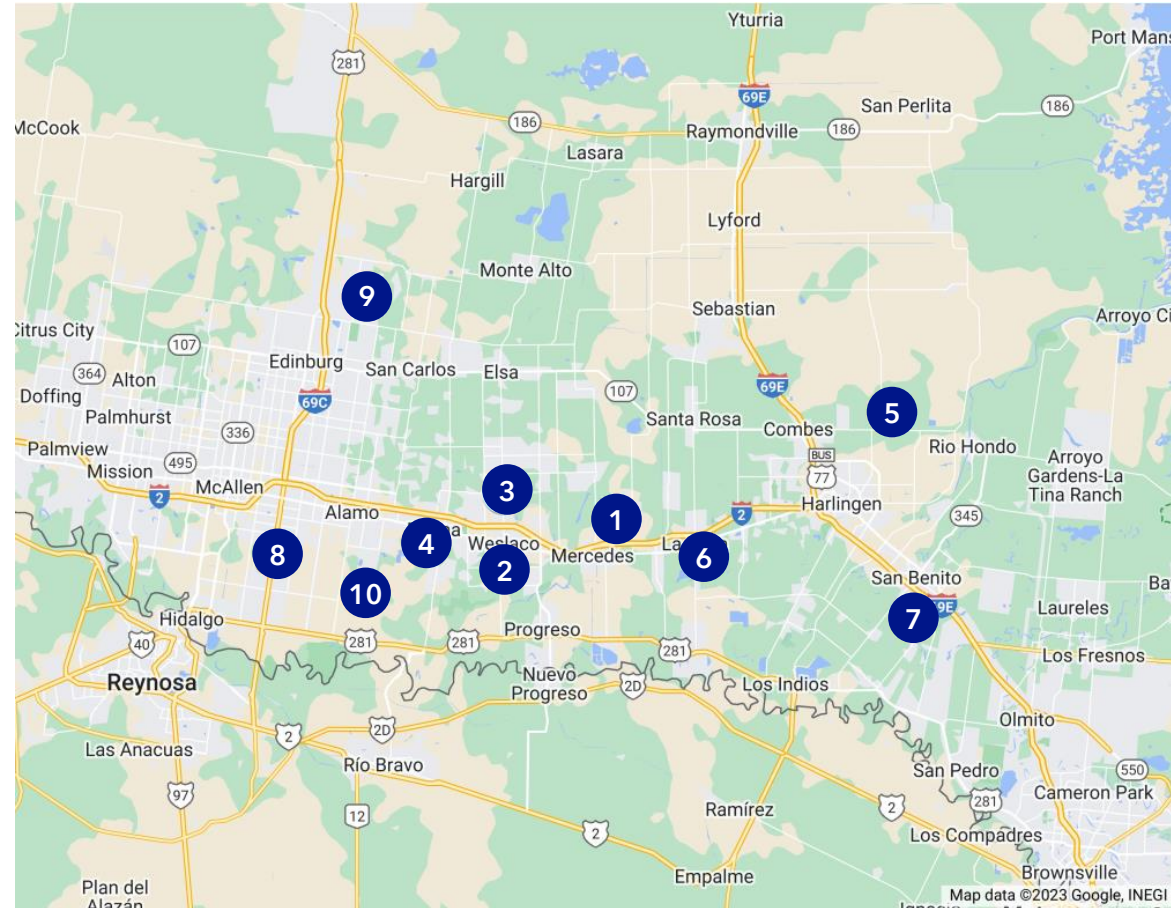 Yturria
Port Mans
281
69E
San Perlita
186
186
186
McCook
Raymondville
Lasara
Hargill
Lyford
Monte Alto
9
Sebastian
Citrus City
Arroyo Ci
107
Edinburg
San Carlos
Elsa
364
Alton
69E
Doffing
69C
107
5
Palmhurst
Santa Rosa
336
Combes
Rio Hondo
Palmview
BUS
77
Arroyo
Gardens-La
Tina Ranch
Mission
495
3
McAllen
2
Alamo
1
2
Harlingen
345
4
Weslaco
Mercedes
6
8
2
San Benito
10
7
69E
Laureles
Hidalgo
Progreso
281
281
281
Los Fresnos
40
Reynosa
Nuevo
Progreso
2D
Los Indios
Olmito
2
2D
Las Anacuas
Río Bravo
San Pedro
550
97
281
Cameron Park
12
Ramírez
2
2
Los Compadres
Empalme
Brownsville
Plan del
Alazán
Map data ©2023 Google, INEGI